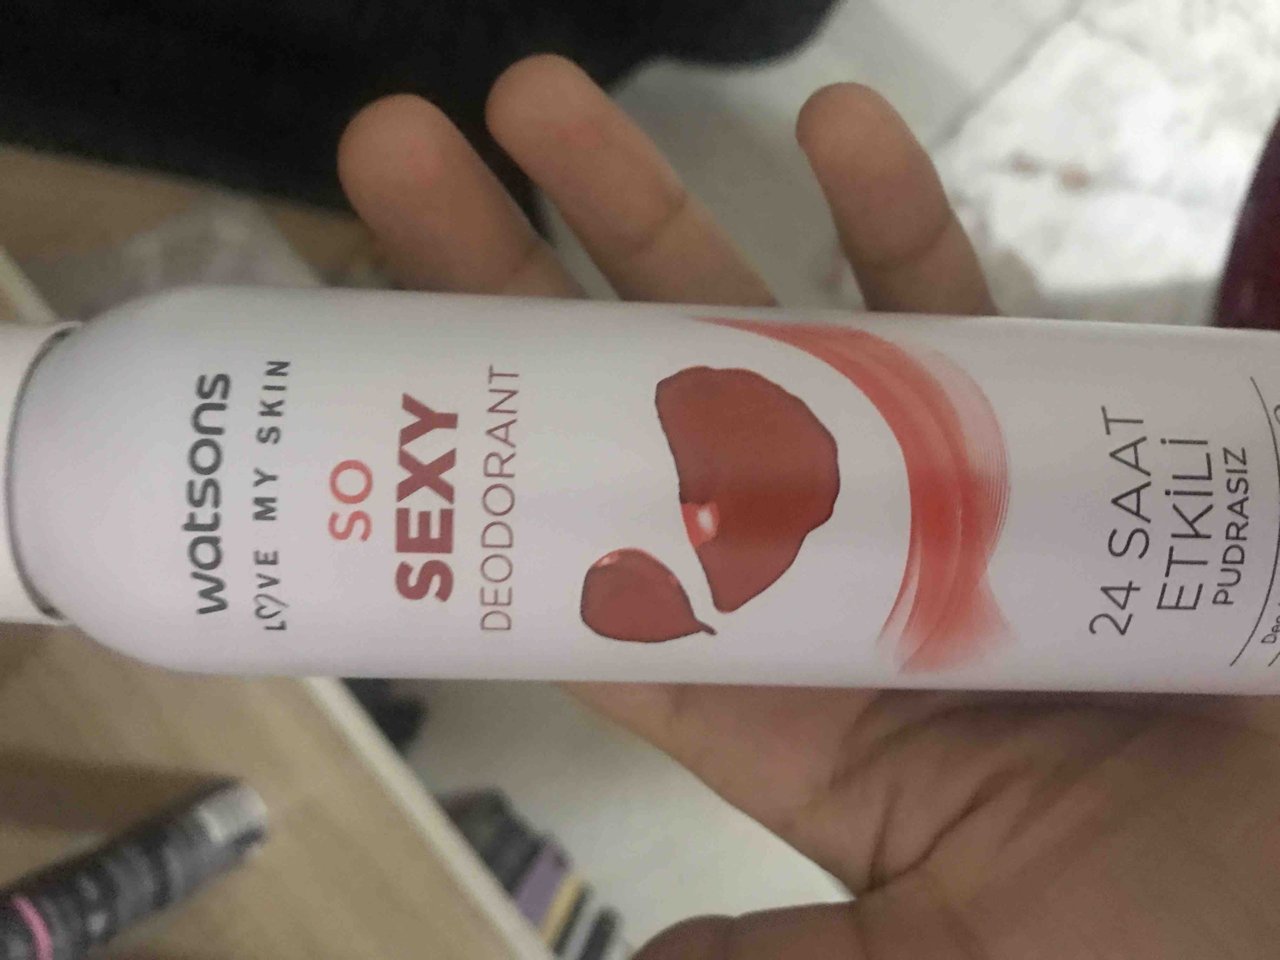 watsons
LOVE MY SKIN
SO
SEXY
DEODORANT
24 SAAT
ETKİLİ
PUDRASIZ